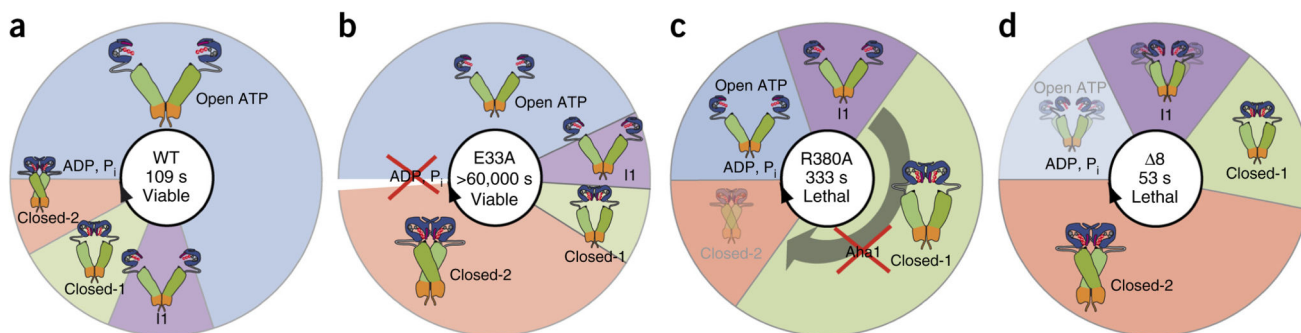 a
Open ATP
WT
109 s
Viable
ADP, Pi
Closed-2
Closed-1
I1
b
Open ATP
E33A
>60,000 s
Viable
ADP, Pi
I1
Closed-1
Closed-2
c
I1
Open ATP
R380A
333 s
Lethal
ADP, Pi
Closed-2
Aha1
Closed-1
d
Open ATP
I1
Δ8
53 s
Lethal
ADP, Pi
Closed-1
Closed-2